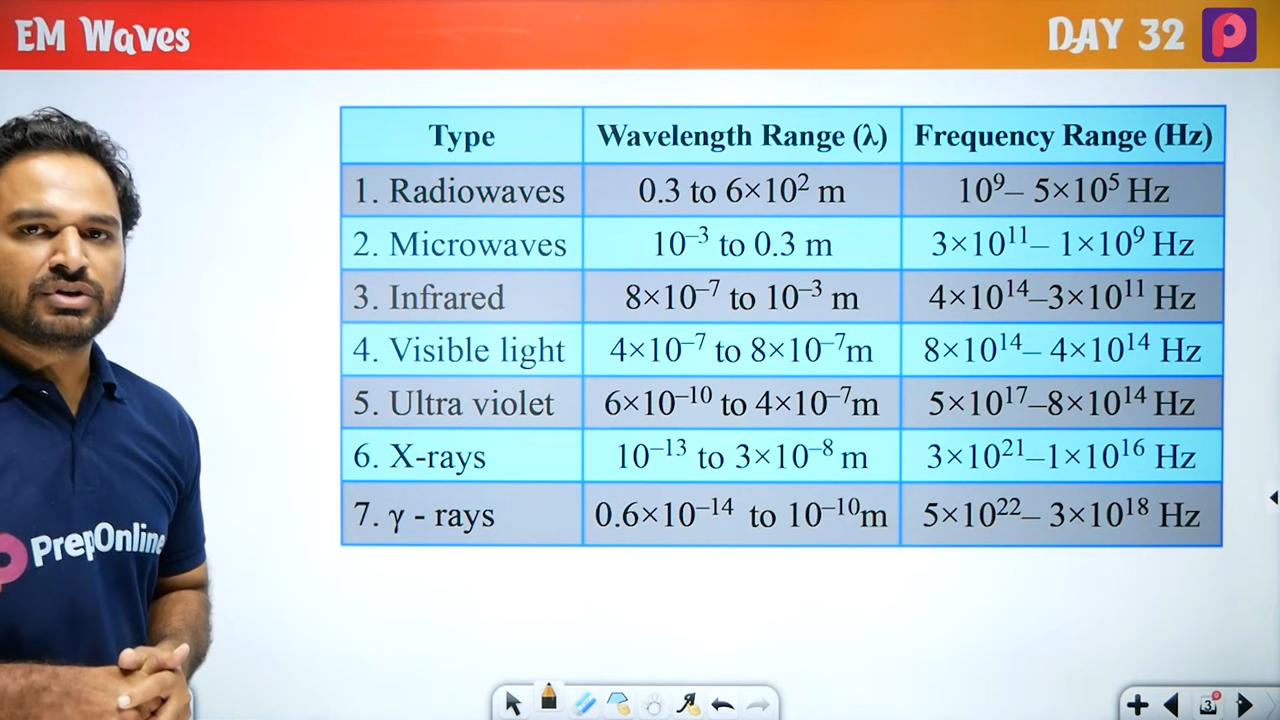 EM Waves
DAY 32
Type Wavelength Range (λ) Frequency Range (Hz)
1. Radiowaves 0.3 to 6×10² m 10⁹– 5×10⁵ Hz
2. Microwaves 10⁻³ to 0.3 m 3×10¹¹– 1×10⁹ Hz
3. Infrared 8×10⁻⁷ to 10⁻³ m 4×10¹⁴–3×10¹¹ Hz
4. Visible light 4×10⁻⁷ to 8×10⁻⁷m 8×10¹⁴– 4×10¹⁴ Hz
5. Ultra violet 6×10⁻¹⁰ to 4×10⁻⁷m 5×10¹⁷–8×10¹⁴ Hz
6. X-rays 10⁻¹³ to 3×10⁻⁸ m 3×10²¹–1×10¹⁶ Hz
7. γ - rays 0.6×10⁻¹⁴ to 10⁻¹⁰m 5×10²²– 3×10¹⁸ Hz
PrepOnline
3